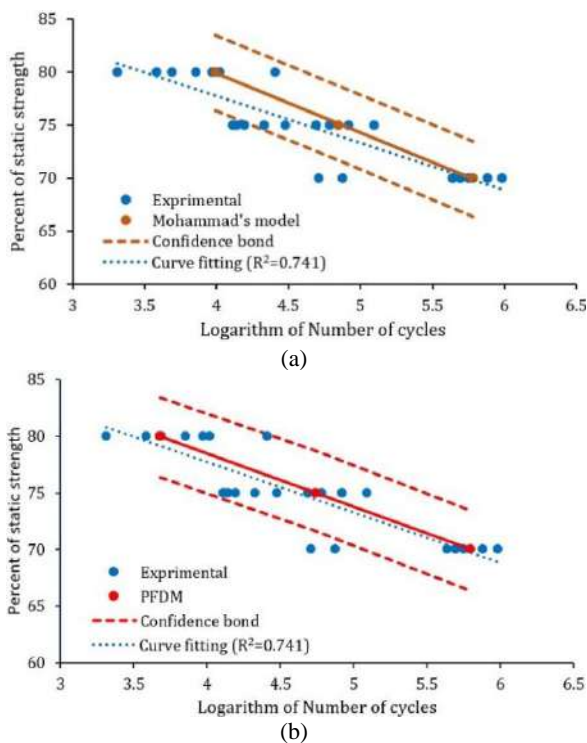 85
80
75
70
65
60
Percent of static strength
Exprimental
Mohammad's model
Confidence bond
Curve fitting (R²=0.741)
3 3.5 4 4.5 5 5.5 6 6.5
Logarithm of Number of cycles
(a)
85
80
75
70
65
60
Percent of static strength
Exprimental
PFDM
Confidence bond
Curve fitting (R²=0.741)
3 3.5 4 4.5 5 5.5 6 6.5
Logarithm of Number of cycles
(b)